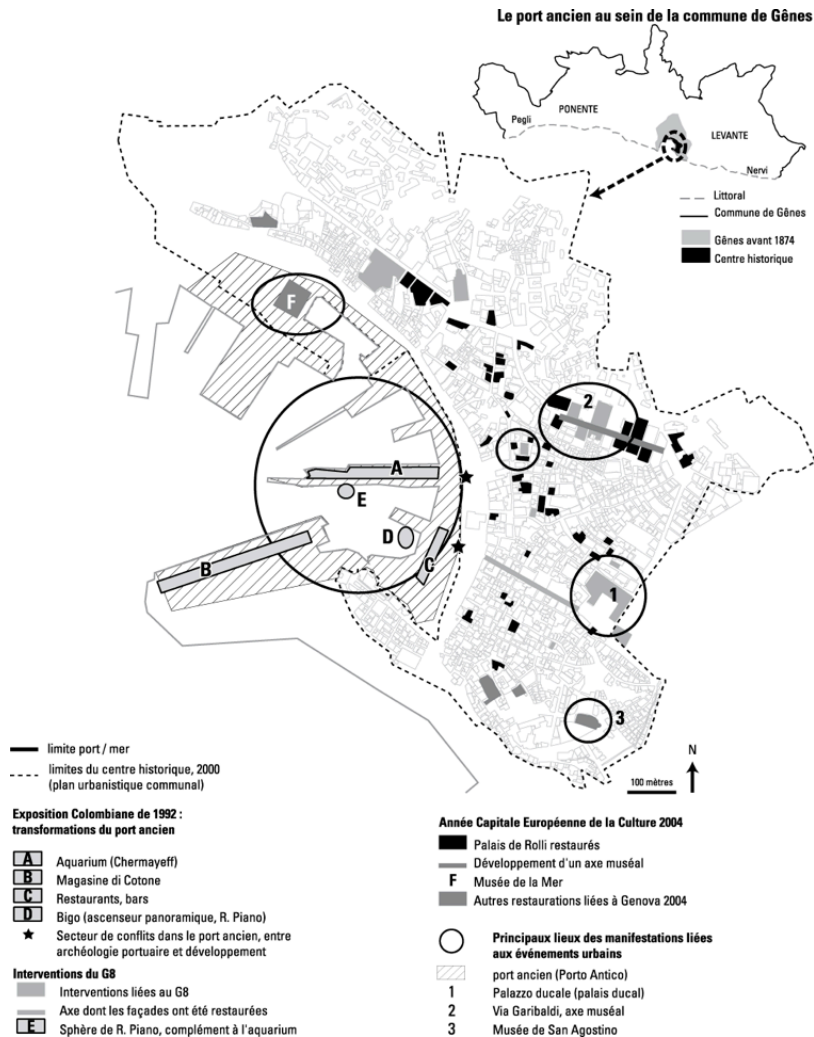 Le port ancien au sein de la commune de Gênes
PONENTE
Pegli
LEVANTE
Nervi
Littoral
Commune de Gênes
Gênes avant 1874
Centre historique
F
2
A
E
D
C
B
1
3
N
100 mètres
limite port / mer
limites du centre historique, 2000
(plan urbanistique communal)
Exposition Colombiane de 1992 :
transformations du port ancien
A Aquarium (Chermayeff)
B Magasine di Cotone
C Restaurants, bars
D Bigo (ascenseur panoramique, R. Piano)
Secteur de conflits dans le port ancien, entre
archéologie portuaire et développement
Interventions du G8
Interventions liées au G8
Axe dont les façades ont été restaurées
E Sphère de R. Piano, complément à l'aquarium
Année Capitale Européenne de la Culture 2004
Palais de Rolli restaurés
Développement d'un axe muséal
F Musée de la Mer
Autres restaurations liées à Genova 2004
Principaux lieux des manifestations liées
aux événements urbains
port ancien (Porto Antico)
1 Palazzo ducale (palais ducal)
2 Via Garibaldi, axe muséal
3 Musée de San Agostino